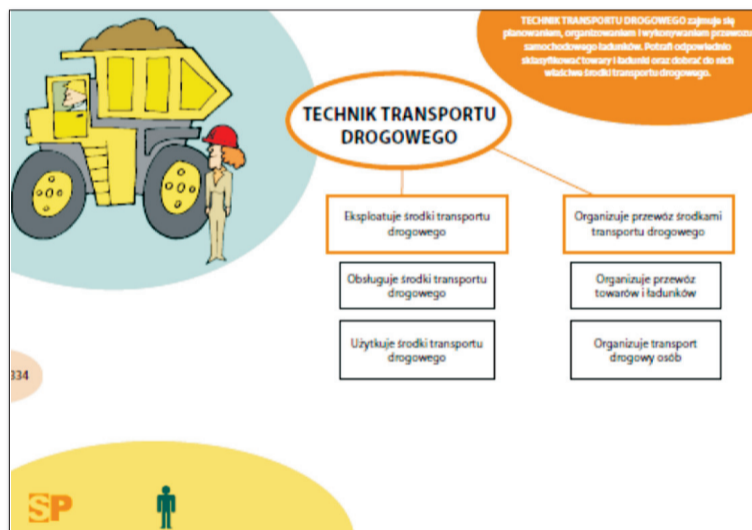 TECHNIK TRANSPORTU DROGOWEGO zajmuje się
planowaniem, organizowaniem i wykonywaniem przewozu
samochodowego ładunków. Potrafi odpowiednio
sklasyfikować towary i ładunki oraz dobrać do nich
właściwe środki transportu drogowego.
TECHNIK TRANSPORTU
DROGOWEGO
Eksploatuje środki transportu
drogowego
Organizuje przewóz środkami
transportu drogowego
Obsługuje środki transportu
drogowego
Organizuje przewóz
towarów i ładunków
Użytkuje środki transportu
drogowego
Organizuje transport
drogowy osób
334
SP